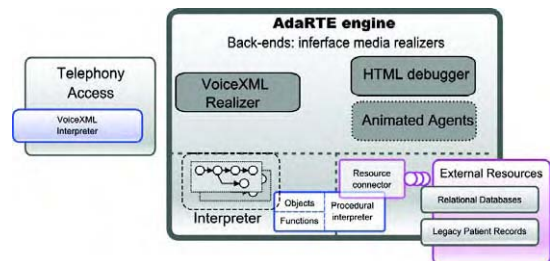 AdaRTE engine
Back-ends: inferface media realizers
Telephony
Access
VoiceXML
Interpreter
VoiceXML
Realizer
HTML debugger
Animated Agents
Interpreter
Objects
Functions
Procedural
interpreter
Resource
connector
External Resources
Relational Databases
Legacy Patient Records